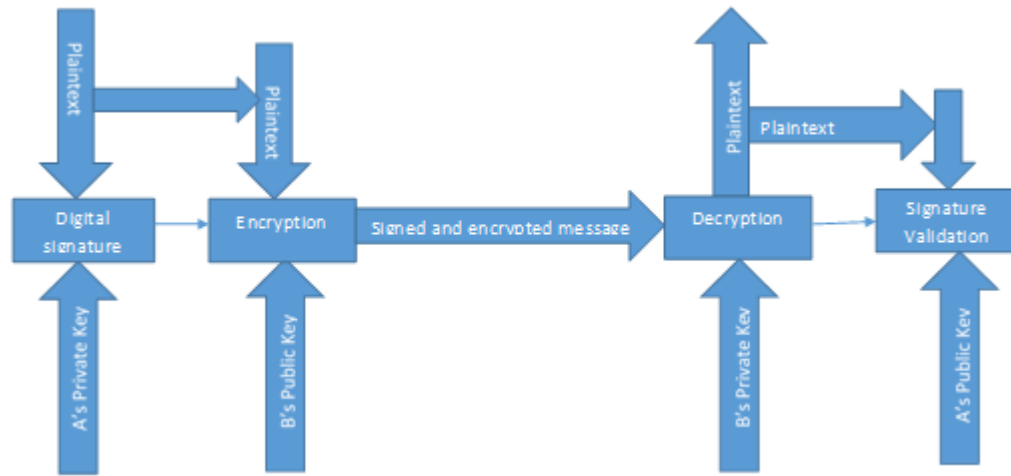 Plaintext
Plaintext
Plaintext
Plaintext
Digital
signature
Encryption
Signed and encrypted message
Decryption
Signature
Validation
A's Private Key
B's Public Key
B's Private Key
A's Public Key